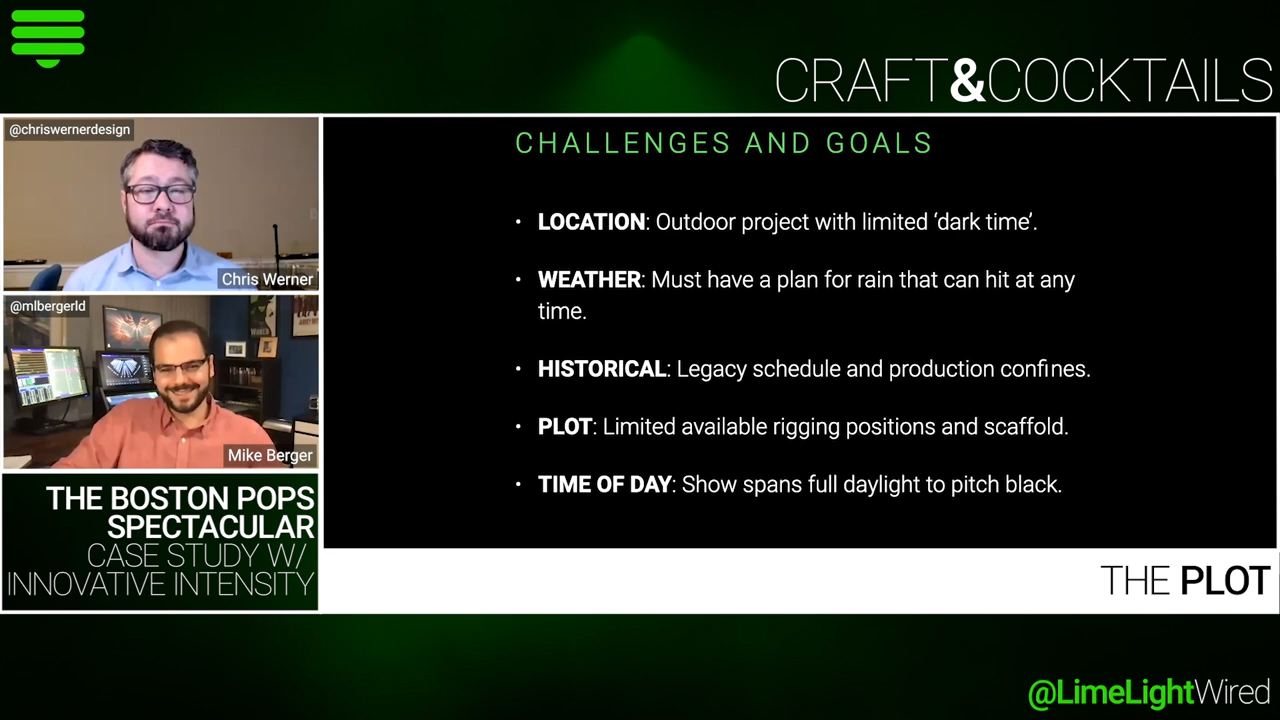 CRAFT&COCKTAILS
@chriswernerdesign
Chris Werner
@mlbergerld
Mike Berger
THE BOSTON POPS
SPECTACULAR
CASE STUDY W/
INNOVATIVE INTENSITY
CHALLENGES AND GOALS
• LOCATION: Outdoor project with limited ‘dark time’.
• WEATHER: Must have a plan for rain that can hit at any
time.
• HISTORICAL: Legacy schedule and production confines.
• PLOT: Limited available rigging positions and scaffold.
• TIME OF DAY: Show spans full daylight to pitch black.
THE PLOT
@LimeLightWired